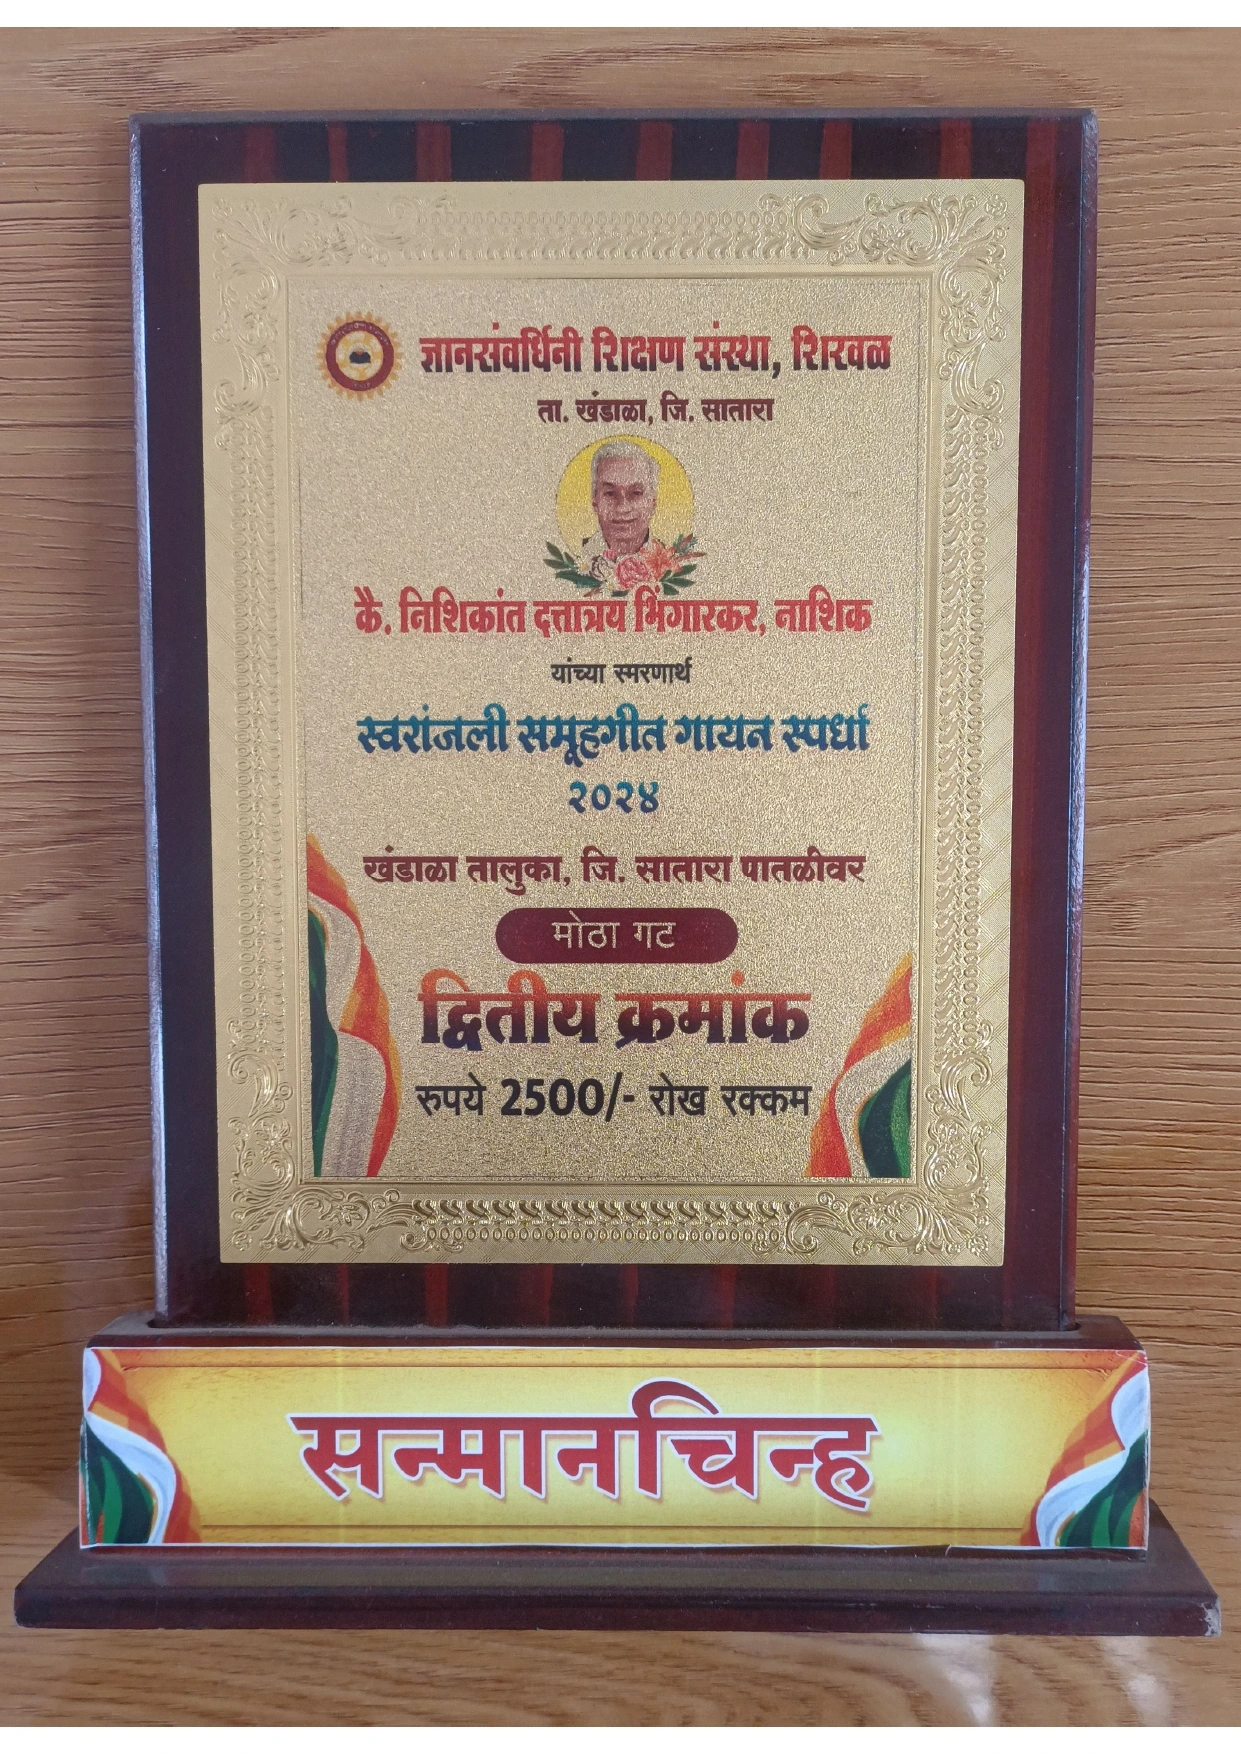 ज्ञानसंवर्धिनी शिक्षण संस्था, शिरवळ
ता. खंडाळा, जि. सातारा
कै. निशिकांत दत्तात्रय भिंगारकर, नाशिक
यांच्या स्मरणार्थ
स्वरांजली समूहगीत गायन स्पर्धा
२०२४
खंडाळा तालुका, जि. सातारा पातळीवर
मोठा गट
द्वितीय क्रमांक
रुपये 2500/- रोख रक्कम
सन्मानचिन्ह